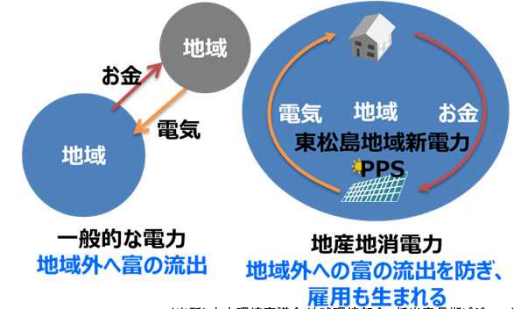 地域
お金
電気
地域
一般的な電力
地域外へ富の流出
電気 地域 お金
東松島地域新電力
PPS
地産地消電力
地域外への富の流出を防ぎ、
雇用も生まれる